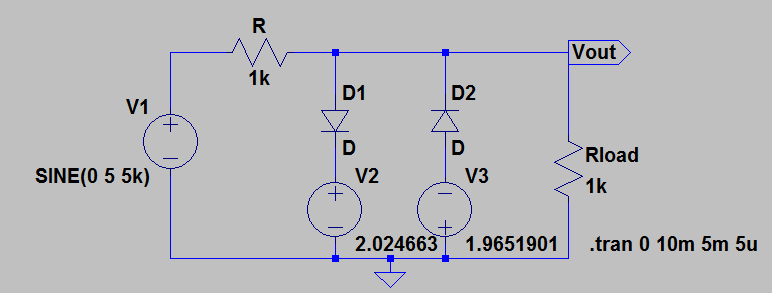 R
1k
Vout
V1
SINE(0 5 5k)
D1
D
V2
2.024663
D2
D
V3
1.9651901
Rload
1k
.tran 0 10m 5m 5u